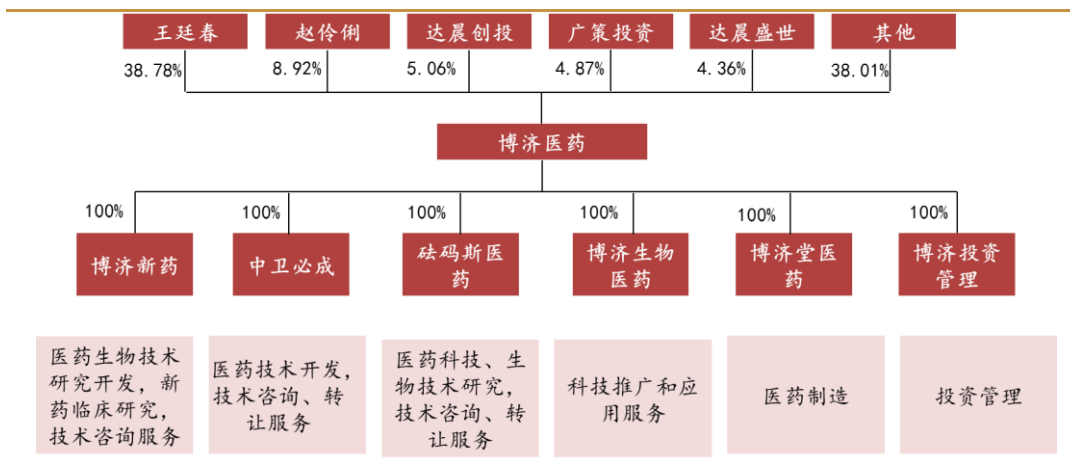 王廷春
赵伶俐
达晨创投
广策投资
达晨盛世
其他
38.78%
8.92%
5.06%
4.87%
4.36%
38.01%
博济医药
100%
100%
100%
100%
100%
100%
博济新药
中卫必成
砝码斯医
药
博济生物
医药
博济堂医
药
博济投资
管理
医药生物技术
研究开发，新
药临床研究，
技术咨询服务
医药技术开发，
技术咨询、转
让服务
医药科技、生
物技术研究，
技术咨询、转
让服务
科技推广和应
用服务
医药制造
投资管理